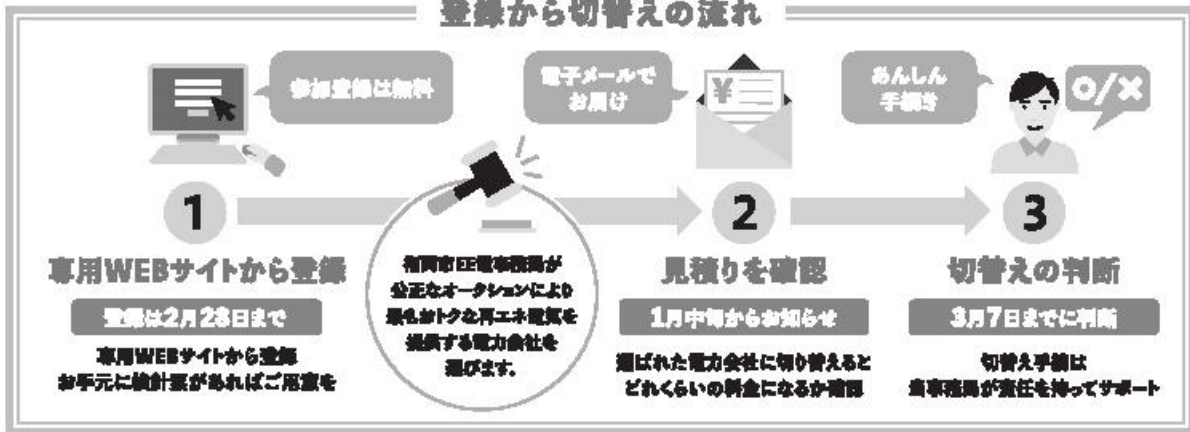 登録から切替えの流れ
参加登録は無料
1
専用WEBサイトから登録
登録は2月28日まで
専用WEBサイトから登録
お手元に検針票があればご用意を
福岡市EE電事務局が
公正なオークションにより
最もおトクな再エネ電気を
提供する電力会社を
選びます。
電子メールで
お届け
¥
2
見積りを確認
1月中旬からお知らせ
選ばれた電力会社に切り替えると
どれくらいの料金になるか確認
あんしん
手続き
O/X
3
切替えの判断
3月7日までに判断
切替え手続は
当事務局が責任を持ってサポート